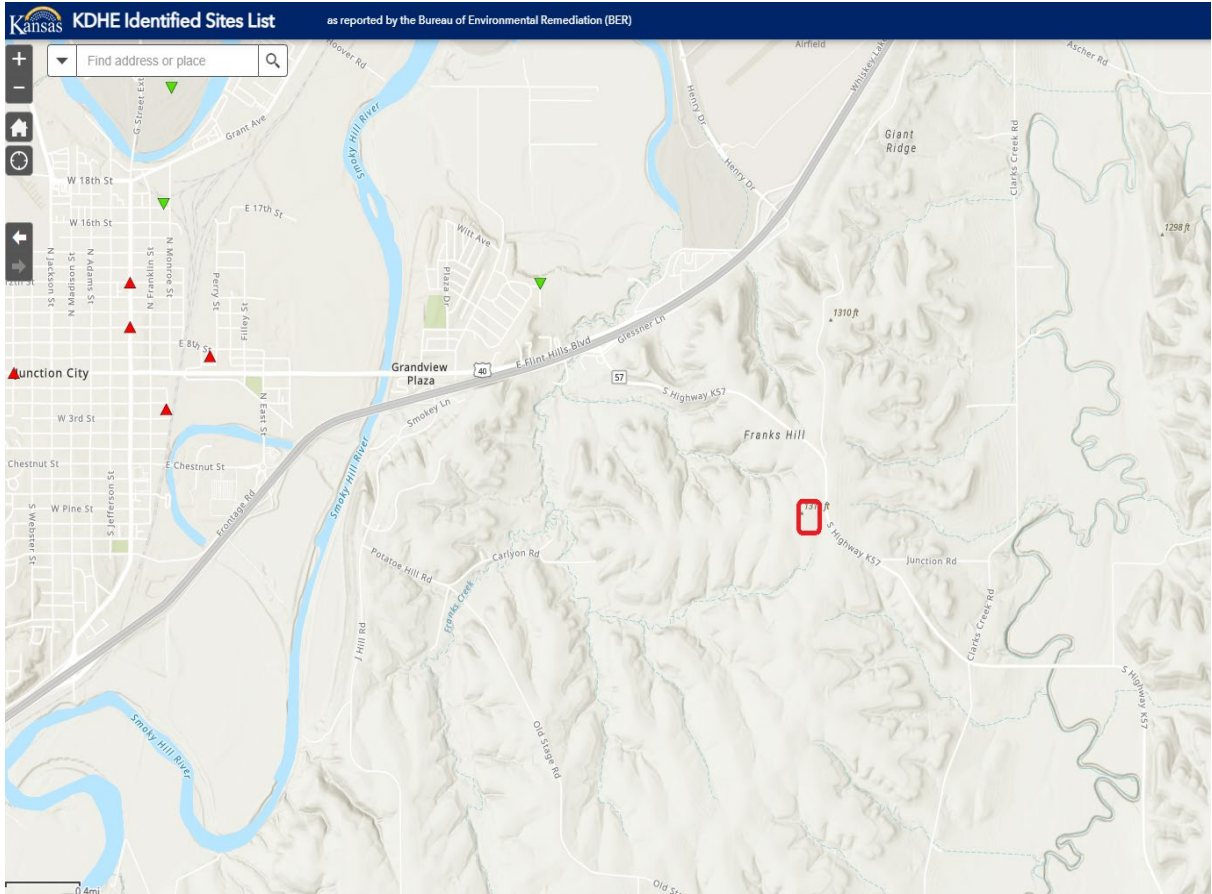 Kansas
KDHE Identified Sites List
as reported by the Bureau of Environmental Remediation (BER)
Find address or place
Hoover Rd
Airfield
Ascher Rd
Whiskey Lake
G Street Ext
Grant Ave
Smoky Hill River
Henry Dr
Giant
Ridge
Clarks Creek Rd
W 18th St
Henry Dr
E 17th St
W 16th St
Witt Ave
1298 ft
N Jackson St
N Madison St
N Adams St
N Franklin St
N Monroe St
Perry St
Filley St
Plaza Dr
1310 ft
E 8th St
Glessner Ln
E Flint Hills Blvd
Junction City
Grandview
Plaza
40
57
S Highway K57
Smokey Ln
N East St
W 3rd St
Franks Hill
Chestnut St
E Chestnut St
Smoky Hill River
S Webster St
W Pine St
S Jefferson St
Frontage Rd
ft
S Highway K57
Junction Rd
Carlyon Rd
Potatoe Hill Rd
Franks Creek
J Hill Rd
Clarks Creek Rd
S Highway K57
Smoky Hill River
Old Stage Rd
0.4mi